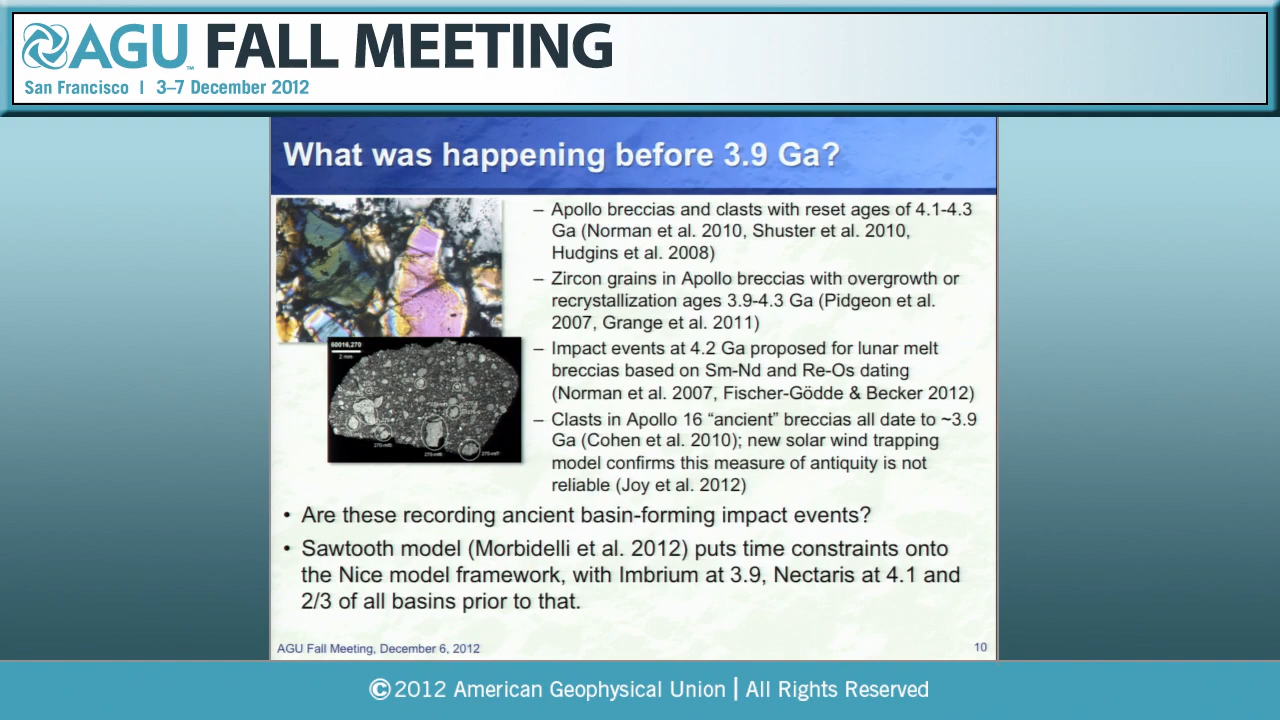 AGU™ FALL MEETING
San Francisco | 3–7 December 2012
What was happening before 3.9 Ga?
– Apollo breccias and clasts with reset ages of 4.1-4.3
Ga (Norman et al. 2010, Shuster et al. 2010,
Hudgins et al. 2008)
– Zircon grains in Apollo breccias with overgrowth or
recrystallization ages 3.9-4.3 Ga (Pidgeon et al.
2007, Grange et al. 2011)
– Impact events at 4.2 Ga proposed for lunar melt
breccias based on Sm-Nd and Re-Os dating
(Norman et al. 2007, Fischer-Gödde & Becker 2012)
– Clasts in Apollo 16 “ancient” breccias all date to ~3.9
Ga (Cohen et al. 2010); new solar wind trapping
model confirms this measure of antiquity is not
reliable (Joy et al. 2012)
60016,270
2 mm
• Are these recording ancient basin-forming impact events?
• Sawtooth model (Morbidelli et al. 2012) puts time constraints onto
the Nice model framework, with Imbrium at 3.9, Nectaris at 4.1 and
2/3 of all basins prior to that.
AGU Fall Meeting, December 6, 2012
10
©2012 American Geophysical Union | All Rights Reserved